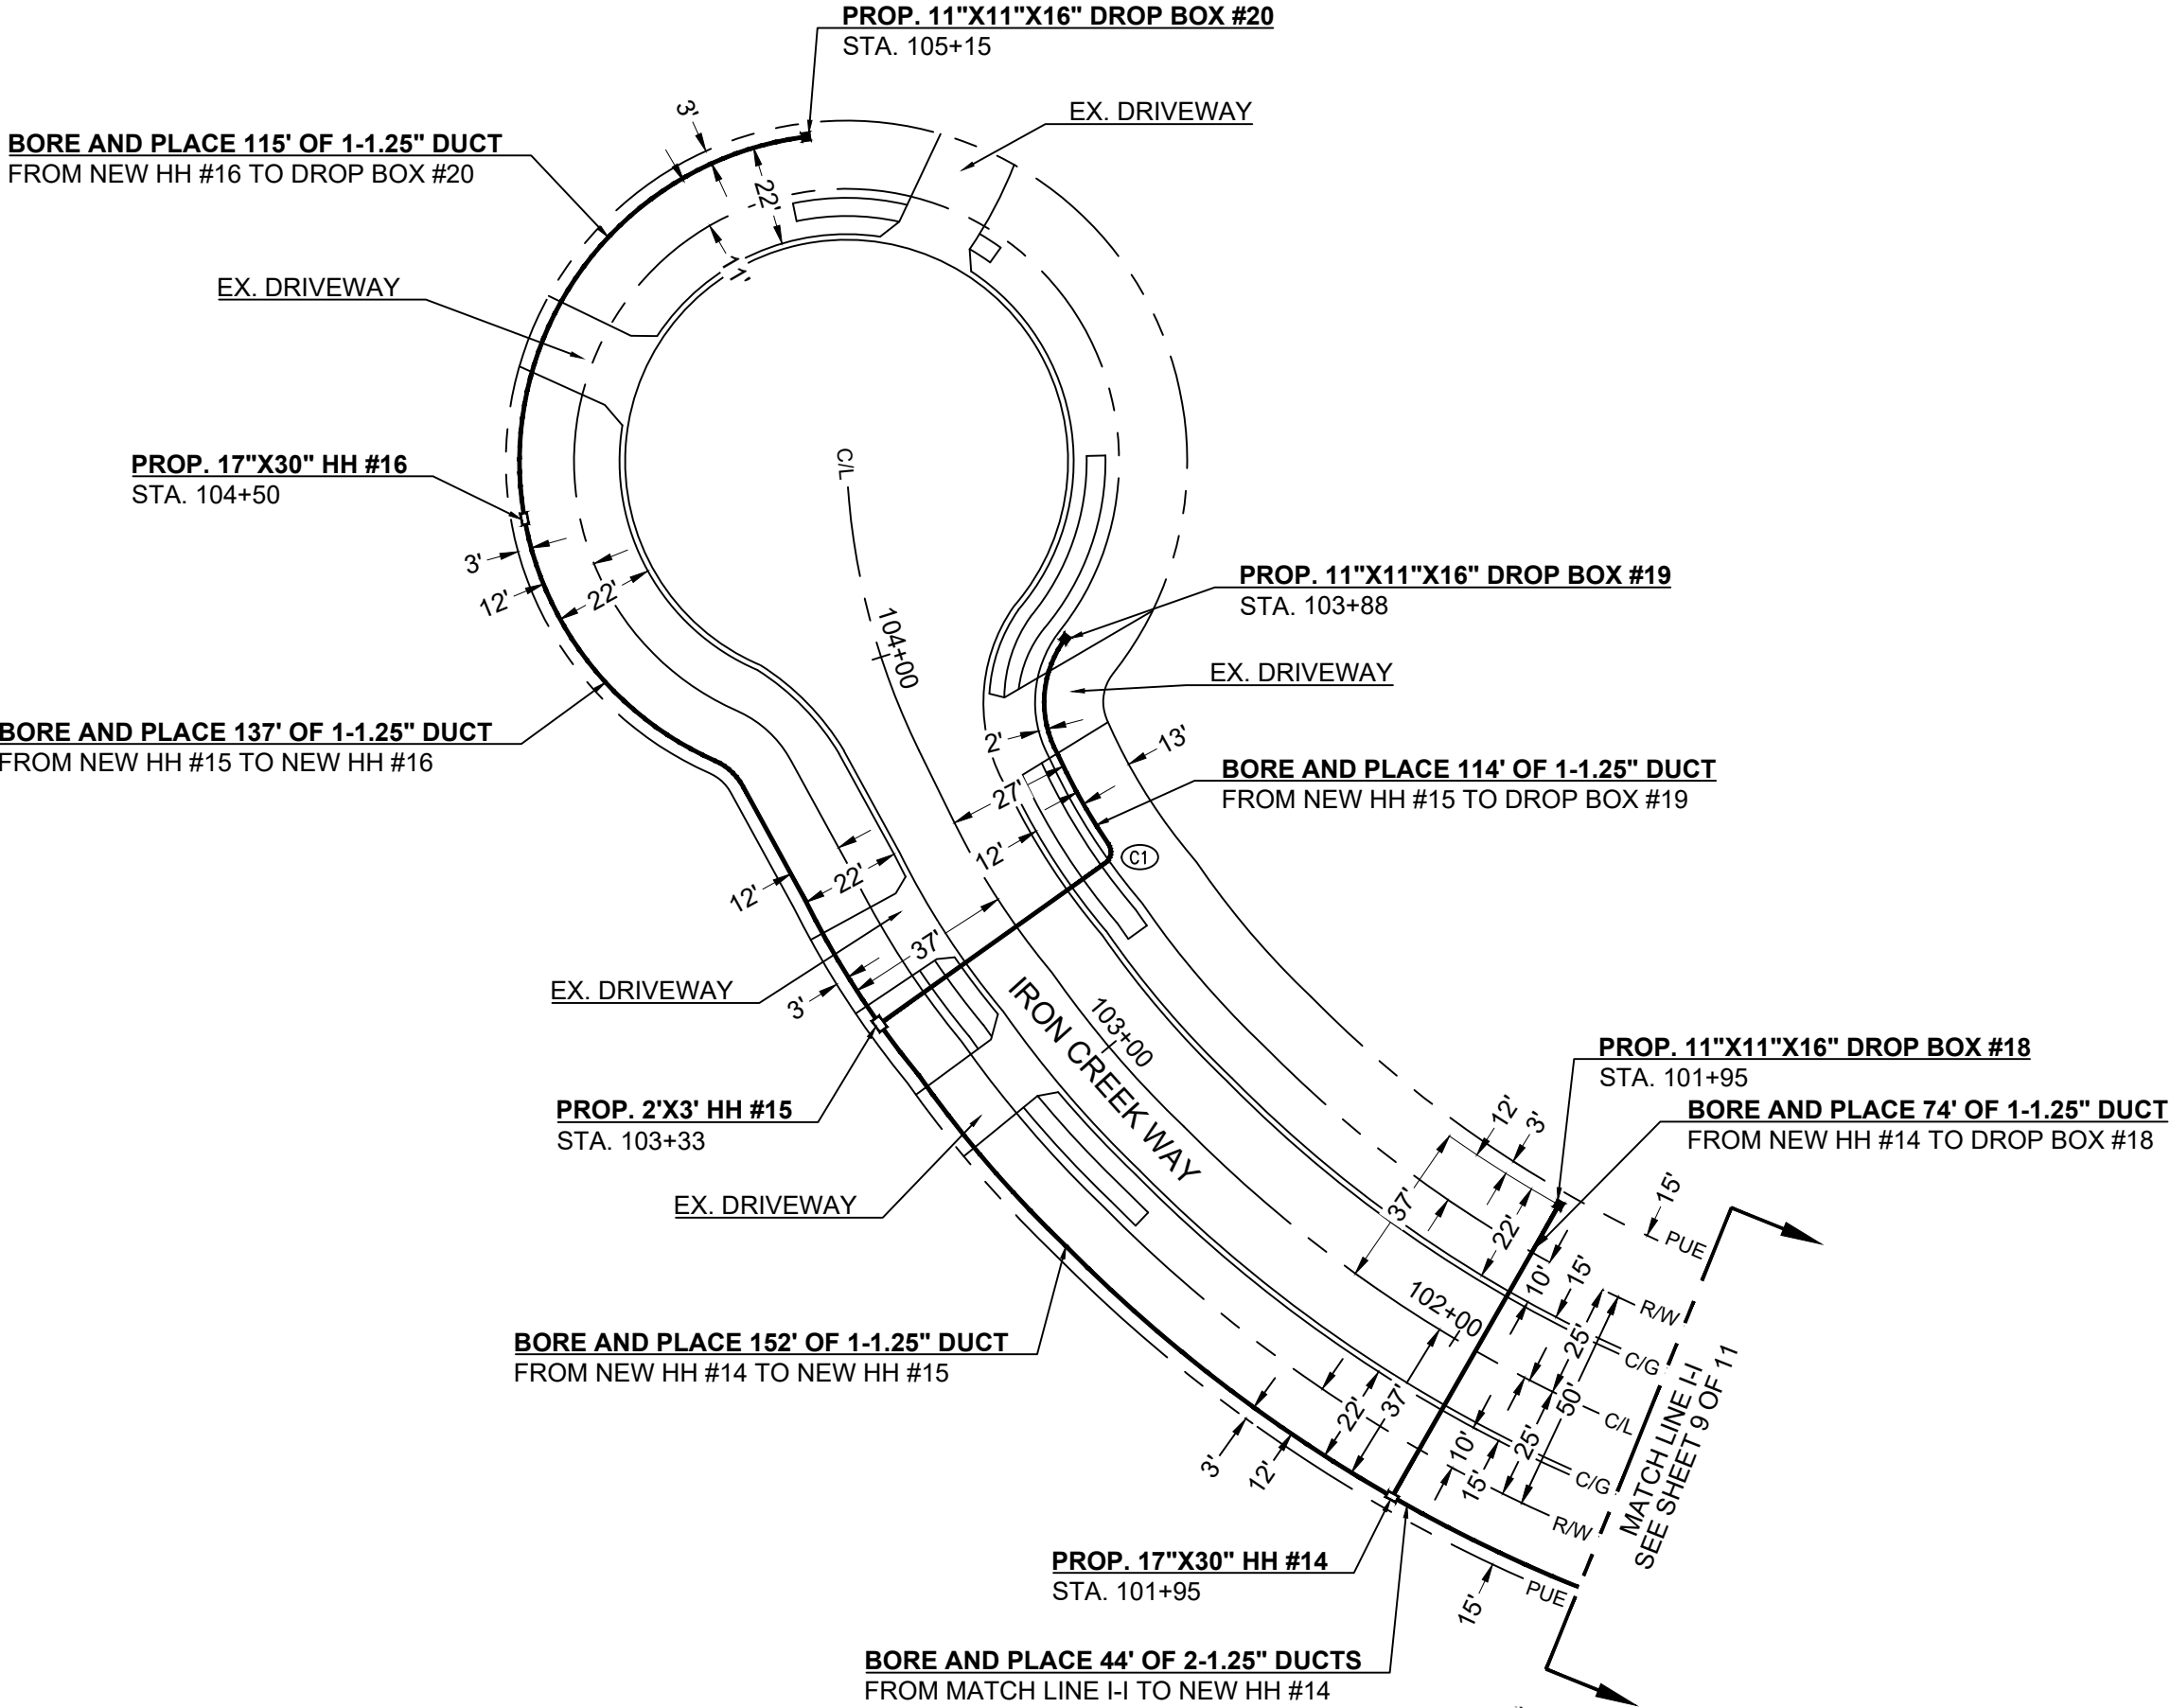 PROP. 11"X11"X16" DROP BOX #20
STA. 105+15
EX. DRIVEWAY
BORE AND PLACE 115' OF 1-1.25" DUCT
FROM NEW HH #16 TO DROP BOX #20
3'
22'
11'
EX. DRIVEWAY
PROP. 17"X30" HH #16
STA. 104+50
C/L
3'
12'
22'
104+00
PROP. 11"X11"X16" DROP BOX #19
STA. 103+88
EX. DRIVEWAY
BORE AND PLACE 137' OF 1-1.25" DUCT
FROM NEW HH #15 TO NEW HH #16
2'
13'
27'
12'
BORE AND PLACE 114' OF 1-1.25" DUCT
FROM NEW HH #15 TO DROP BOX #19
C1
12'
22'
37'
EX. DRIVEWAY
3'
IRON CREEK WAY
103+00
PROP. 2'X3' HH #15
STA. 103+33
EX. DRIVEWAY
PROP. 11"X11"X16" DROP BOX #18
STA. 101+95
BORE AND PLACE 74' OF 1-1.25" DUCT
FROM NEW HH #14 TO DROP BOX #18
12'
3'
37'
22'
15'
PUE
10'
15'
R/W
102+00
25'
C/G
50'
C/L
25'
C/G
R/W
MATCH LINE I-I
SEE SHEET 9 OF 11
BORE AND PLACE 152' OF 1-1.25" DUCT
FROM NEW HH #14 TO NEW HH #15
22'
37'
10'
15'
3'
12'
PROP. 17"X30" HH #14
STA. 101+95
PUE
15'
BORE AND PLACE 44' OF 2-1.25" DUCTS
FROM MATCH LINE I-I TO NEW HH #14